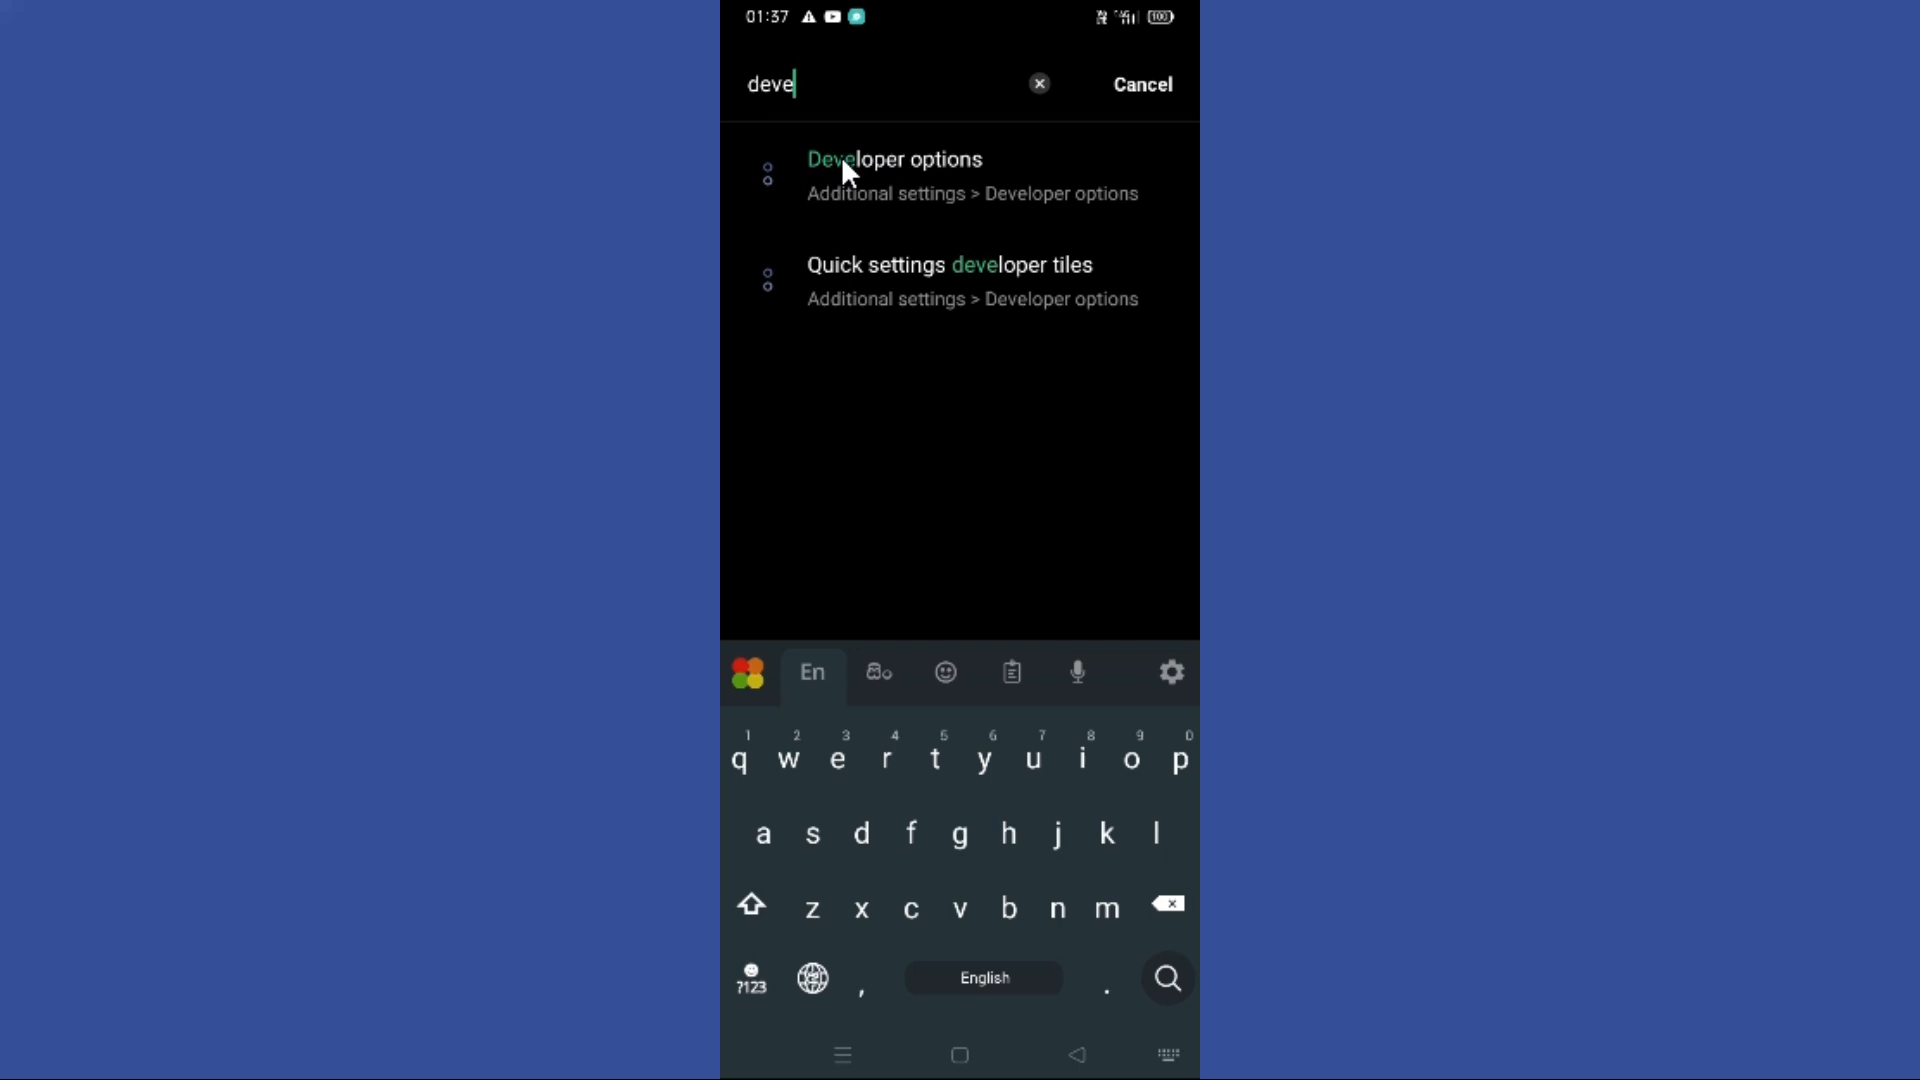 01:37
100
deve
Cancel
Developer options
Additional settings > Developer options
Quick settings developer tiles
Additional settings > Developer options
En
1 2 3 4 5 6 7 8 9 0
q w e r t y u i o p
a s d f g h j k l
z x c v b n m
?123 , English .